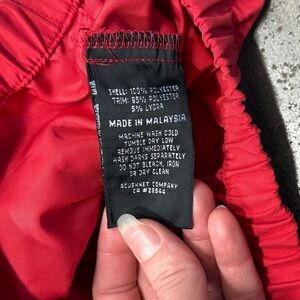 SHELL: 100% POLYESTER
TRIM: 95% POLYESTER
5% LYCRA
MADE IN MALAYSIA
MACHINE WASH COLD
TUMBLE DRY LOW
REMOVE IMMEDIATELY
WASH DARKS SEPARATELY
DO NOT BLEACH, IRON
OR DRY CLEAN
ACUSHNET COMPANY
CA #28544